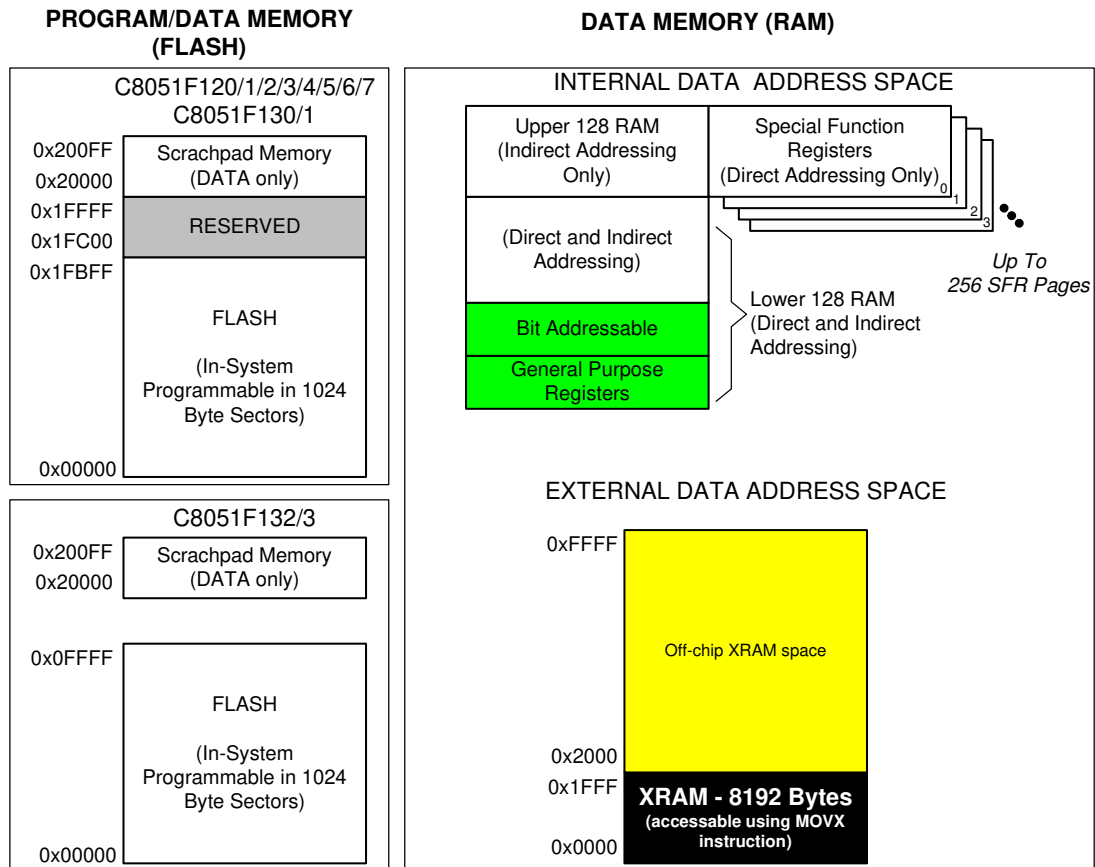 PROGRAM/DATA MEMORY
(FLASH)
C8051F120/1/2/3/4/5/6/7
C8051F130/1
0x200FF
0x20000
Scrachpad Memory
(DATA only)
0x1FFFF
0x1FC00
RESERVED
0x1FBFF
FLASH
(In-System
Programmable in 1024
Byte Sectors)
0x00000
C8051F132/3
0x200FF
0x20000
Scrachpad Memory
(DATA only)
0x0FFFF
FLASH
(In-System
Programmable in 1024
Byte Sectors)
0x00000
DATA MEMORY (RAM)
INTERNAL DATA ADDRESS SPACE
Upper 128 RAM
(Indirect Addressing
Only)
Special Function
Registers
(Direct Addressing Only)
0
1
2
3
Up To
256 SFR Pages
(Direct and Indirect
Addressing)
Bit Addressable
General Purpose
Registers
Lower 128 RAM
(Direct and Indirect
Addressing)
EXTERNAL DATA ADDRESS SPACE
0xFFFF
Off-chip XRAM space
0x2000
0x1FFF
XRAM - 8192 Bytes
(accessable using MOVX
instruction)
0x0000